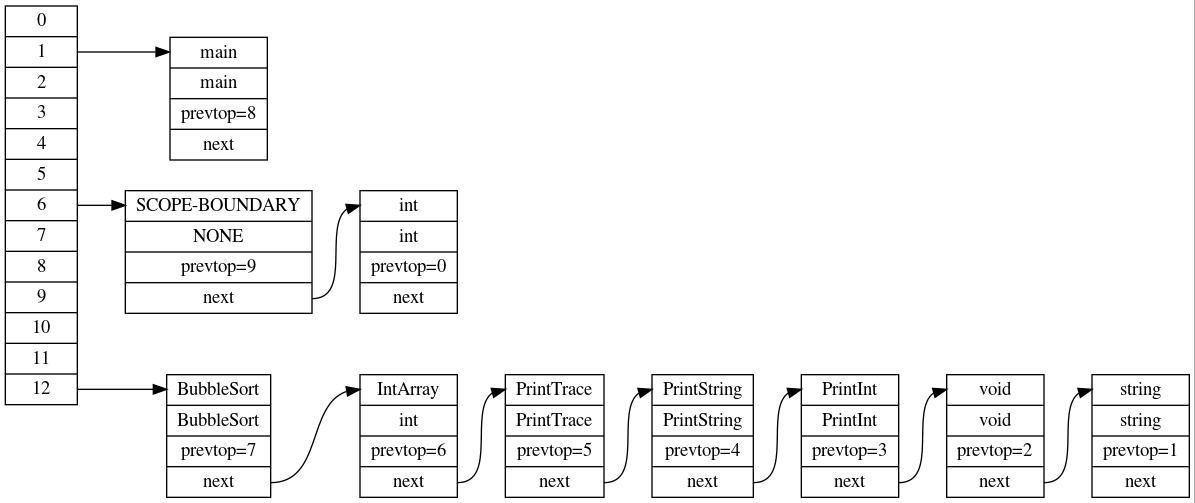 0
1
2
3
4
5
6
7
8
9
10
11
12
main
main
prevtop=8
next
SCOPE-BOUNDARY
NONE
prevtop=9
next
int
int
prevtop=0
next
BubbleSort
BubbleSort
prevtop=7
next
IntArray
int
prevtop=6
next
PrintTrace
PrintTrace
prevtop=5
next
PrintString
PrintString
prevtop=4
next
PrintInt
PrintInt
prevtop=3
next
void
void
prevtop=2
next
string
string
prevtop=1
next